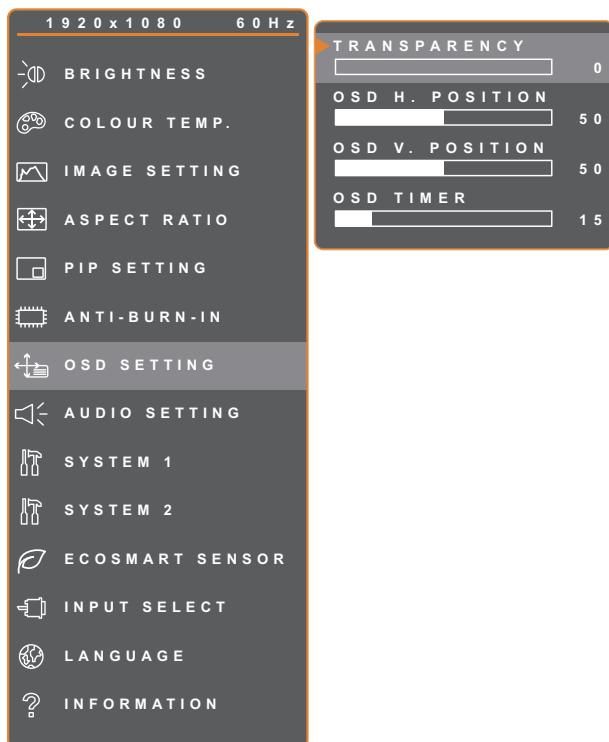 1920x1080 60Hz
BRIGHTNESS
COLOUR TEMP.
IMAGE SETTING
ASPECT RATIO
PIP SETTING
ANTI-BURN-IN
OSD SETTING
AUDIO SETTING
SYSTEM 1
SYSTEM 2
ECOSMART SENSOR
INPUT SELECT
LANGUAGE
INFORMATION
TRANSPARENCY
0
OSD H. POSITION
50
OSD V. POSITION
50
OSD TIMER
15